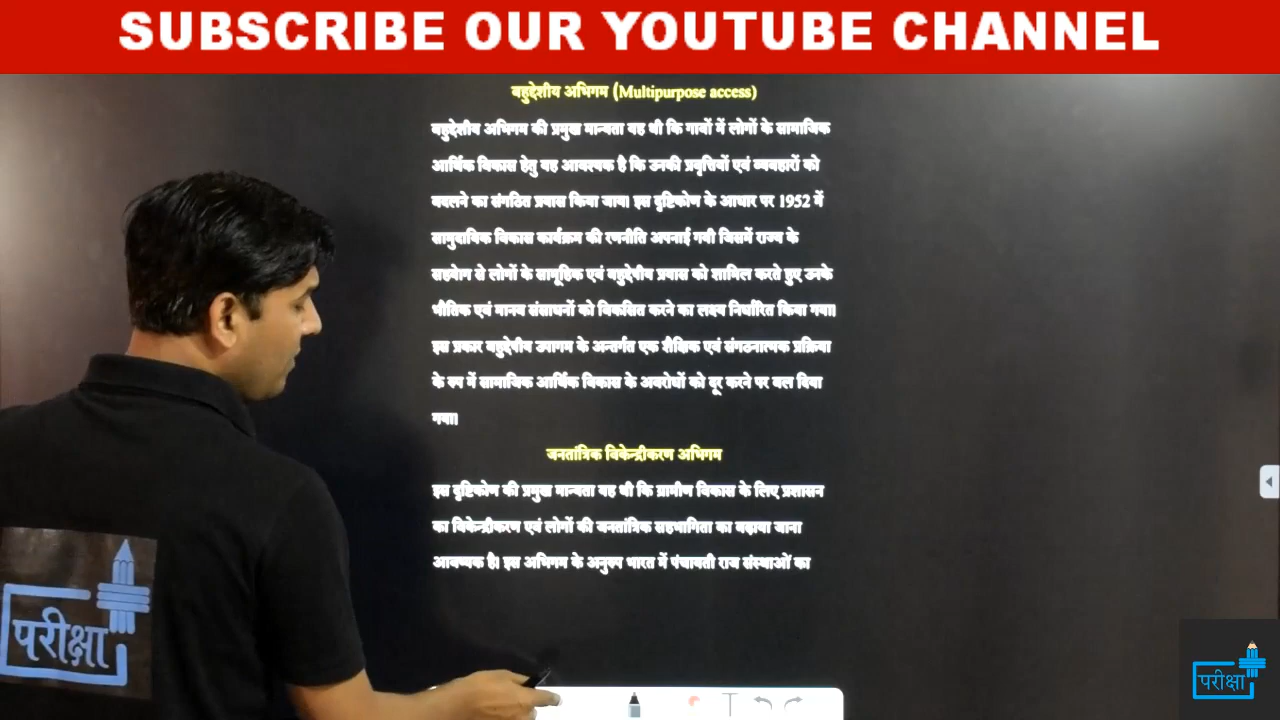 SUBSCRIBE OUR YOUTUBE CHANNEL
बहुद्देशीय अभिगम (Multipurpose access)
बहुद्देशीय अभिगम की प्रमुख मान्यता यह थी कि गावों में लोगों के सामाजिक
आर्थिक विकास हेतु यह आवश्यक है कि उनकी प्रवृत्तियों एवं व्यवहारों को
बदलने का संगठित प्रयास किया जाय। इस दृष्टिकोण के आधार पर 1952 में
सामुदायिक विकास कार्यक्रम की रणनीति अपनाई गयी जिसमें राज्य के
सहयोग से लोगों के सामूहिक एवं बहुद्देषीय प्रयास को शामिल करते हुए उनके
भौतिक एवं मानव संसाधनों को विकसित करने का लक्ष्य निर्धारित किया गया।
इस प्रकार बहुद्देषीय उपागम के अन्तर्गत एक शैक्षिक एवं संगठनात्मक प्रक्रिया
के रुप में सामाजिक आर्थिक विकास के अवरोधों को दूर करने पर बल दिया
गया।
जनतांत्रिक विकेन्द्रीकरण अभिगम
इस दृष्टिकोण की प्रमुख मान्यता यह थी कि ग्रामीण विकास के लिए प्रशासन
का विकेन्द्रीकरण एवं लोगों की जनतांत्रिक सहभागिता का बढ़ाया जाना
आवष्यक है। इस अभिगम के अनुरूप भारत में पंचायती राज संस्थाओं का
परीक्षा
परीक्षा